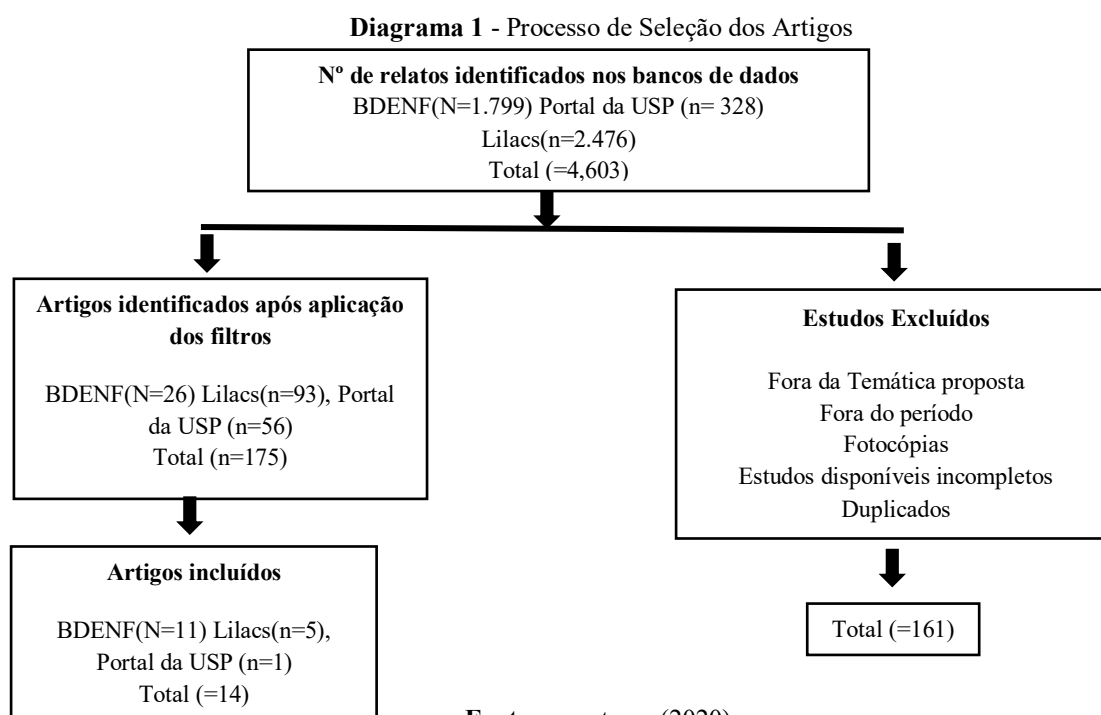 Diagrama 1 - Processo de Seleção dos Artigos
Nº de relatos identificados nos bancos de dados
BDENF(N=1.799) Portal da USP (n= 328)
Lilacs(n=2.476)
Total (=4,603)
Artigos identificados após aplicação
dos filtros
BDENF(N=26) Lilacs(n=93), Portal
da USP (n=56)
Total (n=175)
Estudos Excluídos
Fora da Temática proposta
Fora do período
Fotocópias
Estudos disponíveis incompletos
Duplicados
Artigos incluídos
BDENF(N=11) Lilacs(n=5),
Portal da USP (n=1)
Total (=14)
Total (=161)
(2020)